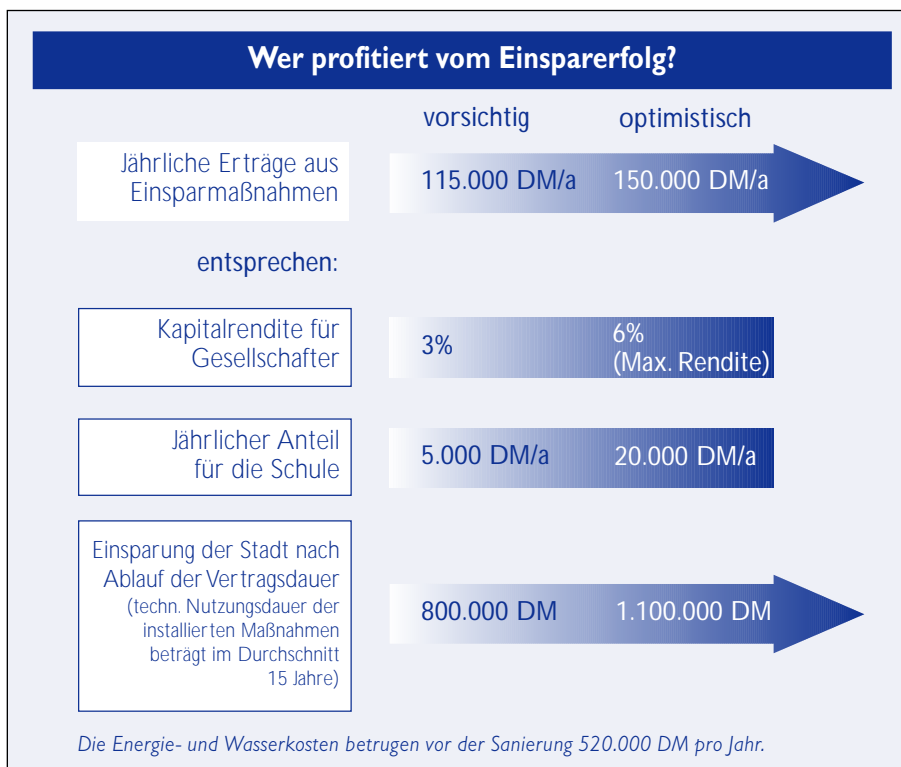 Wer profitiert vom Einsparerfolg?
vorsichtig optimistisch
Jährliche Erträge aus
Einsparmaßnahmen
115.000 DM/a 150.000 DM/a
entsprechen:
Kapitalrendite für
Gesellschafter
3% 6%
(Max. Rendite)
Jährlicher Anteil
für die Schule
5.000 DM/a 20.000 DM/a
Einsparung der Stadt nach
Ablauf der Vertragsdauer
(techn. Nutzungsdauer der
installierten Maßnahmen
beträgt im Durchschnitt
15 Jahre)
800.000 DM 1.100.000 DM
Die Energie- und Wasserkosten betrugen vor der Sanierung 520.000 DM pro Jahr.